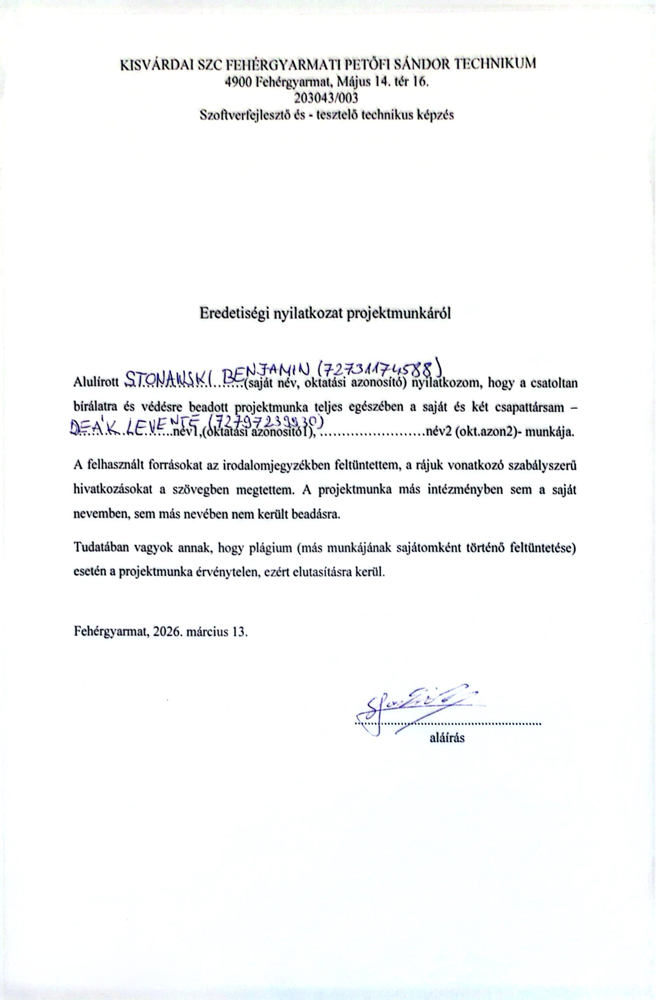 KISVÁRDAI SZC FEHÉRGYARMATI PETŐFI SÁNDOR TECHNIKUM
4900 Fehérgyarmat, Május 14. tér 16.
203043/003
Szoftverfejlesztő és - tesztelő technikus képzés
Eredetiségi nyilatkozat projektmunkáról
Alulírott STONAWSKI BENJAMIN (72731174588) (saját név, oktatási azonosító) nyilatkozom, hogy a csatoltan
bírálatra és védésre beadott projektmunka teljes egészében a saját és két csapattársam –
DEÁK LEVENTE (72797239930) név1,(oktatási azonosító1), ........................név2 (okt.azon2)- munkája.
A felhasznált forrásokat az irodalomjegyzékben feltüntettem, a rájuk vonatkozó szabályszerű
hivatkozásokat a szövegben megtettem. A projektmunka más intézményben sem a saját
nevemben, sem más nevében nem került beadásra.
Tudatában vagyok annak, hogy plágium (más munkájának sajátomként történő feltüntetése)
esetén a projektmunka érvénytelen, ezért elutasításra kerül.
Fehérgyarmat, 2026. március 13.
aláírás